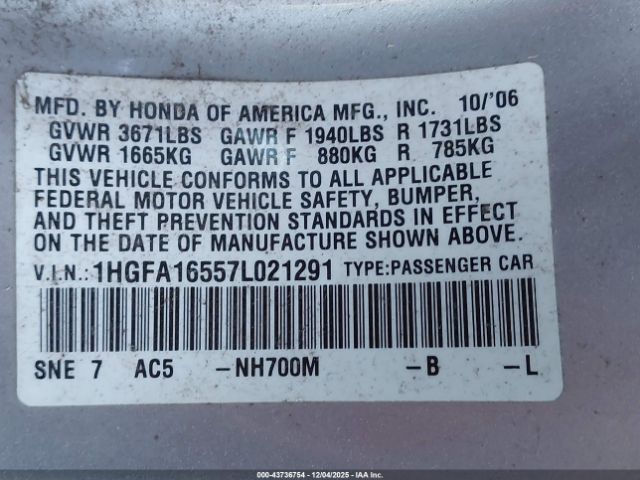 MFD. BY HONDA OF AMERICA MFG., INC. 10/'06
GVWR 3671LBS GAWR F 1940LBS R 1731LBS
GVWR 1665KG GAWR F 880KG R 785KG
THIS VEHICLE CONFORMS TO ALL APPLICABLE
FEDERAL MOTOR VEHICLE SAFETY, BUMPER,
AND THEFT PREVENTION STANDARDS IN EFFECT
ON THE DATE OF MANUFACTURE SHOWN ABOVE.
V.I.N.: 1HGFA16557L021291 TYPE:PASSENGER CAR
SNE 7 AC5 -NH700M -B -L
000-43736754 | 12/04/2025 | IAA Inc.